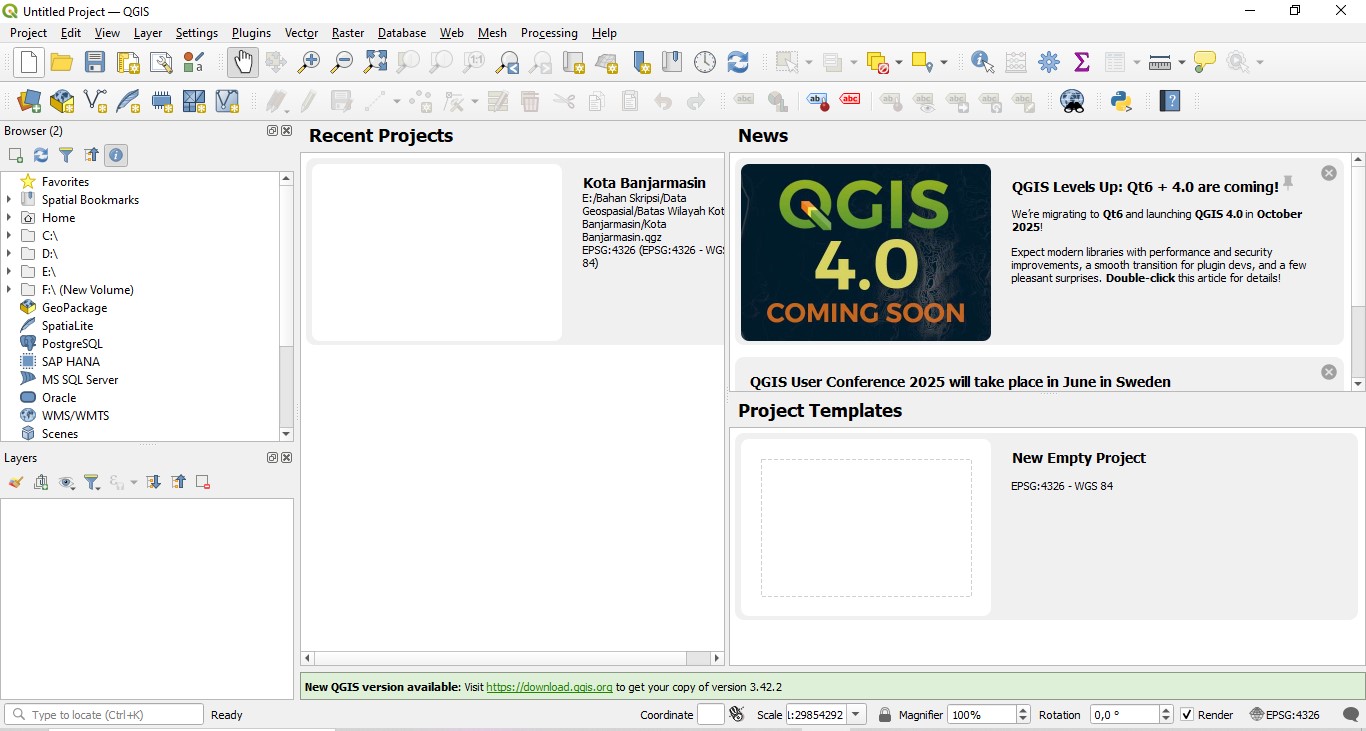 Untitled Project — QGIS
Project Edit View Layer Settings Plugins Vector Raster Database Web Mesh Processing Help
Browser (2)
Favorites
Spatial Bookmarks
Home
C:\
D:\
E:\
F:\ (New Volume)
GeoPackage
SpatiaLite
PostgreSQL
SAP HANA
MS SQL Server
Oracle
WMS/WMTS
Scenes
Layers
Recent Projects
Kota Banjarmasin
E:/Bahan Skripsi/Data
Geospasial/Batas Wilayah Kot
Banjarmasin/Kota
Banjarmasin.qgz
EPSG:4326 (EPSG:4326 - WGS
84)
News
QGIS
4.0
COMING SOON
QGIS Levels Up: Qt6 + 4.0 are coming!
We're migrating to Qt6 and launching QGIS 4.0 in October
2025!
Expect modern libraries with performance and security
improvements, a smooth transition for plugin devs, and a few
pleasant surprises. Double-click this article for details!
QGIS User Conference 2025 will take place in June in Sweden
Project Templates
New Empty Project
EPSG:4326 - WGS 84
New QGIS version available: Visit https://download.qgis.org to get your copy of version 3.42.2
Type to locate (Ctrl+K) Ready Coordinate Scale 1:29854292 Magnifier 100% Rotation 0,0 ° Render EPSG:4326